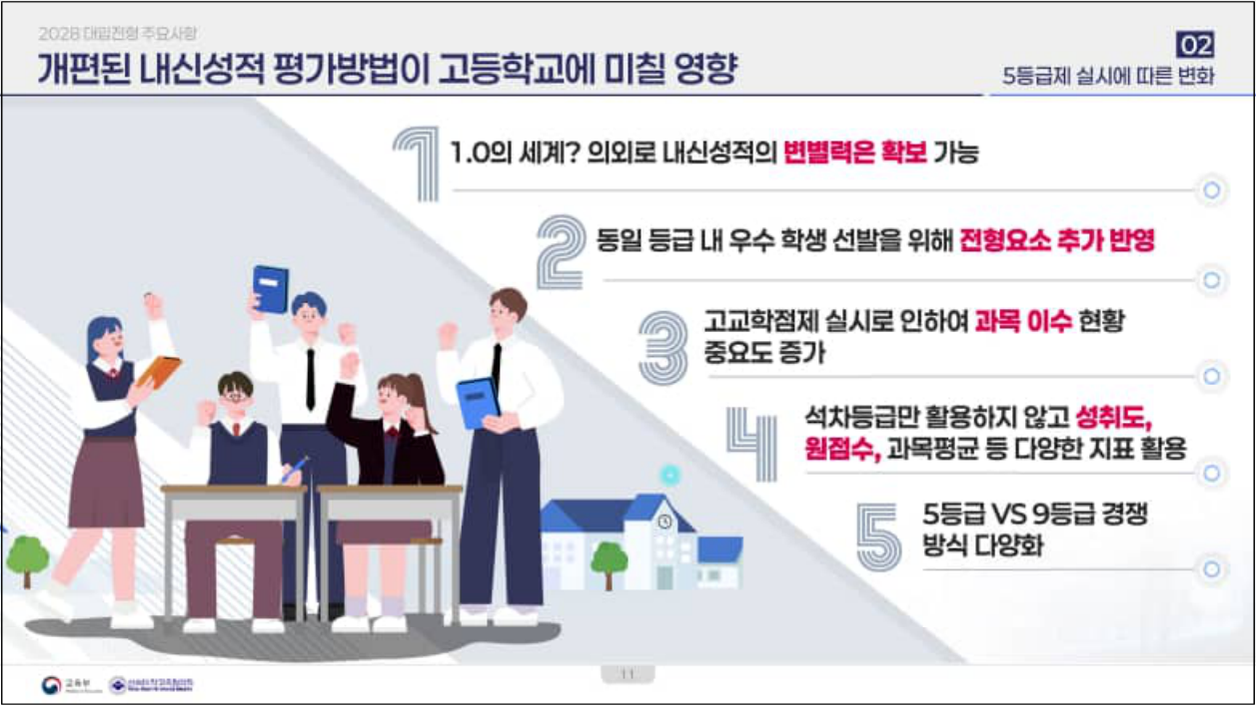 2028 대입전형 주요사항
개편된 내신성적 평가방법이 고등학교에 미칠 영향
02
5등급제 실시에 따른 변화
1
1.0의 세계? 의외로 내신성적의 변별력은 확보 가능
2
동일 등급 내 우수 학생 선발을 위해 전형요소 추가 반영
3
고교학점제 실시로 인하여 과목 이수 현황
중요도 증가
4
석차등급만 활용하지 않고 성취도,
원점수, 과목평균 등 다양한 지표 활용
5
5등급 VS 9등급 경쟁
방식 다양화
교육부
11